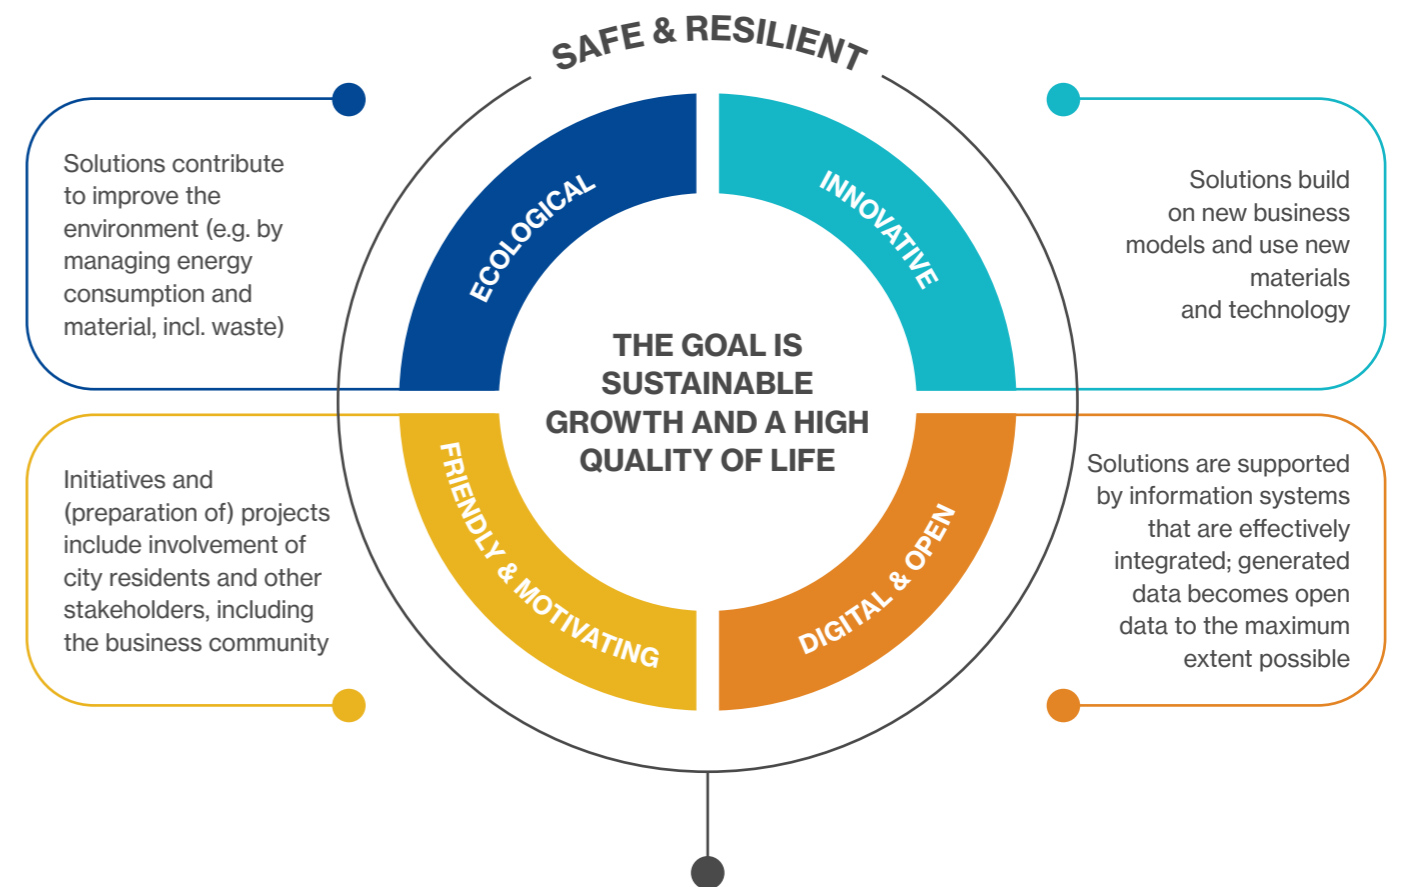 SAFE & RESILIENT
Solutions contribute
to improve the
environment (e.g. by
managing energy
consumption and
material, incl. waste)
ECOLOGICAL
INNOVATIVE
Solutions build
on new business
models and use new
materials
and technology
THE GOAL IS
SUSTAINABLE
GROWTH AND A HIGH
QUALITY OF LIFE
Initiatives and
(preparation of) projects
include involvement of
city residents and other
stakeholders, including
the business community
FRIENDLY & MOTIVATING
DIGITAL & OPEN
Solutions are supported
by information systems
that are effectively
integrated; generated
data becomes open
data to the maximum
extent possible